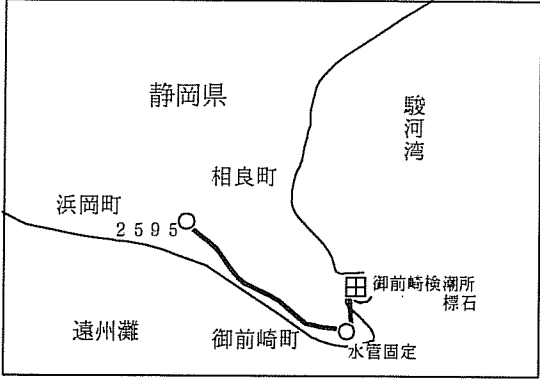 静岡県
駿河湾
相良町
浜岡町
2595
御前崎検潮所
標石
遠州灘
御前崎町
水管固定